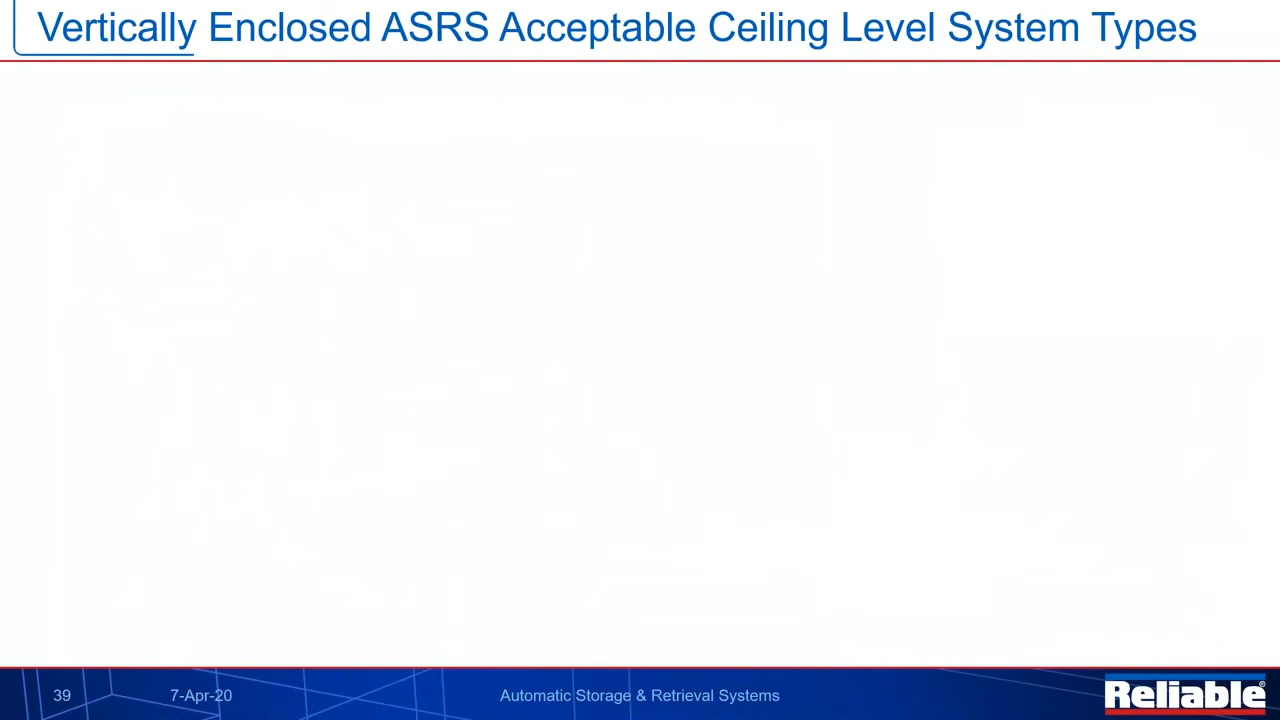 Vertically Enclosed ASRS Acceptable Ceiling Level System Types
39
7-Apr-20
Automatic Storage & Retrieval Systems
Reliable®